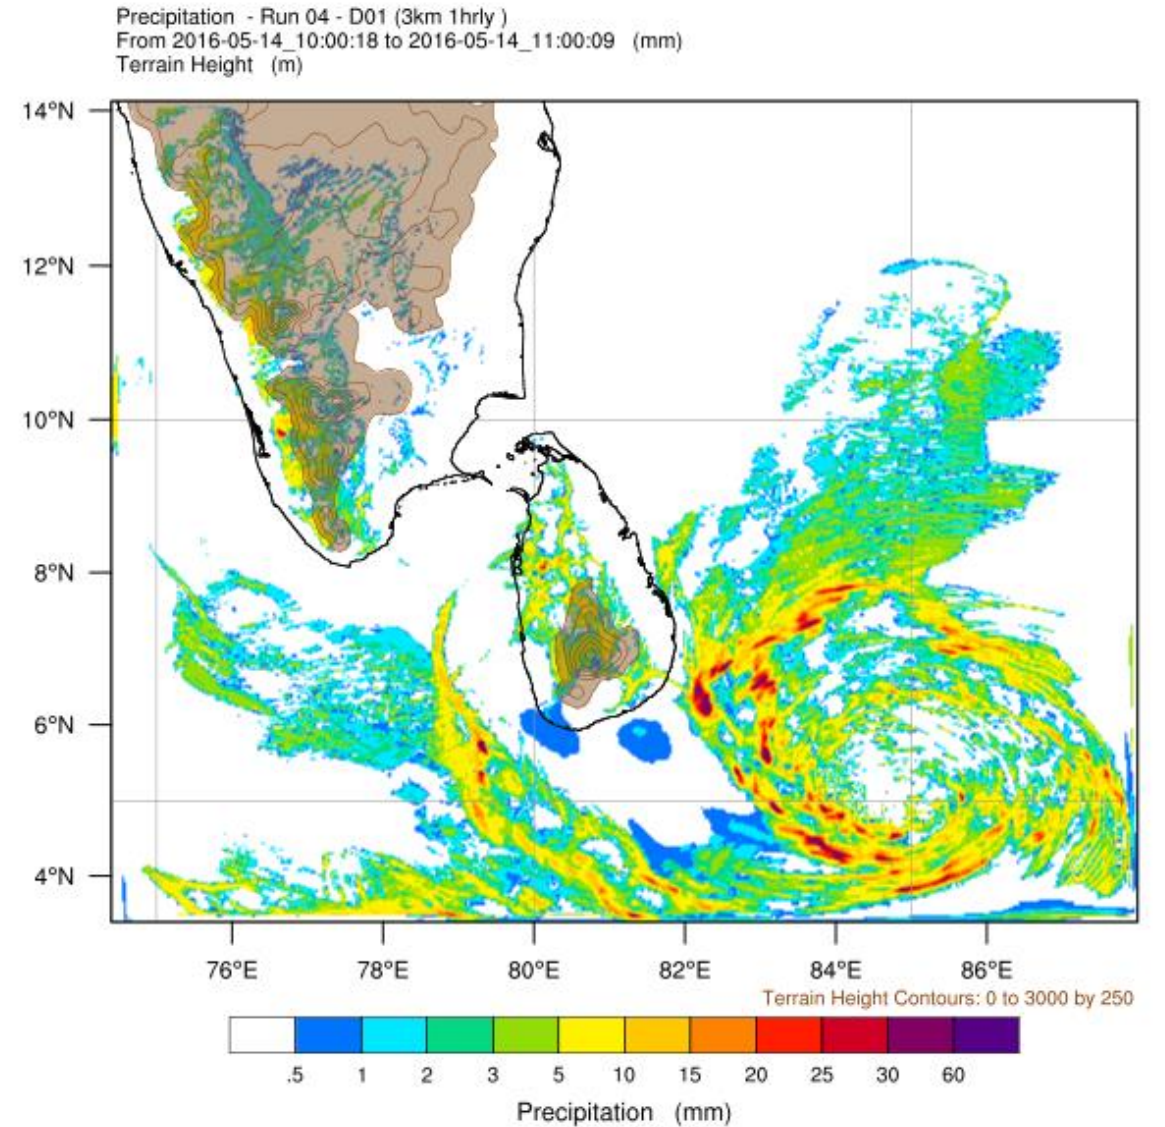 Precipitation - Run 04 - D01 (3km 1hrly )
From 2016-05-14_10:00:18 to 2016-05-14_11:00:09 (mm)
Terrain Height (m)
14°N
12°N
10°N
8°N
6°N
4°N
76°E 78°E 80°E 82°E 84°E 86°E
Terrain Height Contours: 0 to 3000 by 250
.5 1 2 3 5 10 15 20 25 30 60
Precipitation (mm)